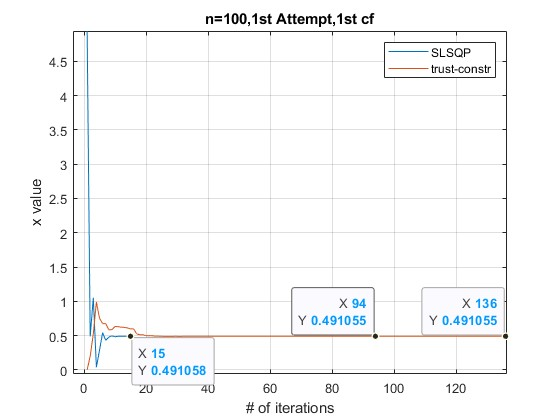 n=100,1st Attempt,1st cf
SLSQP
trust-constr
4.5
4
3.5
3
2.5
2
1.5
1
0.5
0
x value
X 94
Y 0.491055
X 136
Y 0.491055
X 15
Y 0.491058
0 20 40 60 80 100 120
# of iterations